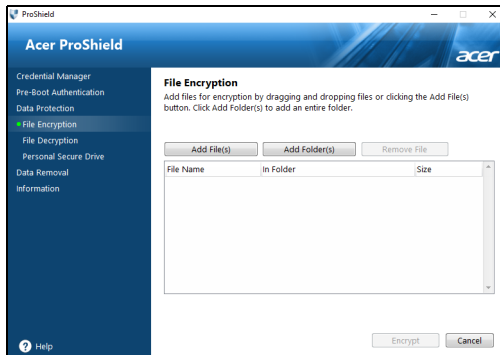 ProShield
Acer ProShield
acer
Credential Manager
Pre-Boot Authentication
Data Protection
File Encryption
File Decryption
Personal Secure Drive
Data Removal
Information
File Encryption
Add files for encryption by dragging and dropping files or clicking the Add File(s)
button. Click Add Folder(s) to add an entire folder.
Add File(s) Add Folder(s) Remove File
File Name In Folder Size
? Help
Encrypt Cancel